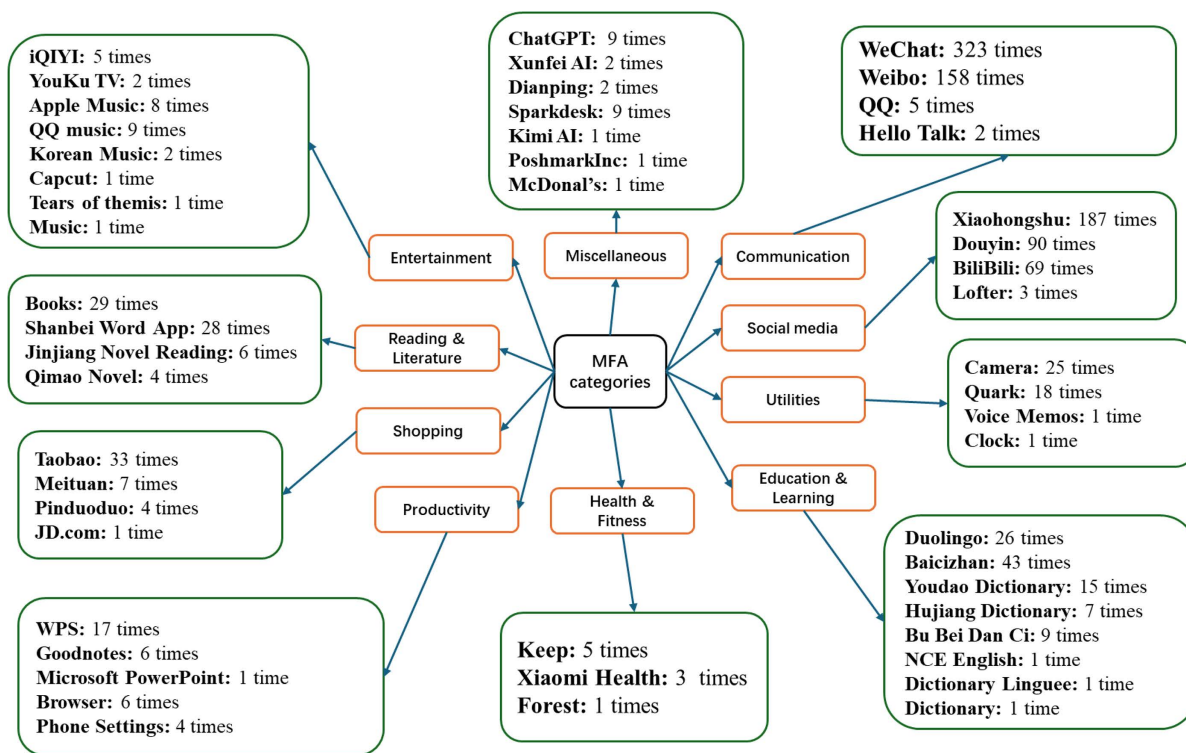 iQIYI: 5 times
YouKu TV: 2 times
Apple Music: 8 times
QQ music: 9 times
Korean Music: 2 times
Capcut: 1 time
Tears of themis: 1 time
Music: 1 time
ChatGPT: 9 times
Xunfei AI: 2 times
Dianping: 2 times
Sparkdesk: 9 times
Kimi AI: 1 time
PoshmarkInc: 1 time
McDonal's: 1 time
WeChat: 323 times
Weibo: 158 times
QQ: 5 times
Hello Talk: 2 times
Entertainment
Miscellaneous
Communication
Xiaohongshu: 187 times
Douyin: 90 times
BiliBili: 69 times
Lofter: 3 times
Books: 29 times
Shanbei Word App: 28 times
Jinjiang Novel Reading: 6 times
Qimao Novel: 4 times
Reading &
Literature
MFA
categories
Social media
Utilities
Camera: 25 times
Quark: 18 times
Voice Memos: 1 time
Clock: 1 time
Shopping
Taobao: 33 times
Meituan: 7 times
Pinduoduo: 4 times
JD.com: 1 time
Productivity
Health &
Fitness
Education &
Learning
WPS: 17 times
Goodnotes: 6 times
Microsoft PowerPoint: 1 time
Browser: 6 times
Phone Settings: 4 times
Keep: 5 times
Xiaomi Health: 3 times
Forest: 1 times
Duolingo: 26 times
Baicizhan: 43 times
Youdao Dictionary: 15 times
Hujiang Dictionary: 7 times
Bu Bei Dan Ci: 9 times
NCE English: 1 time
Dictionary Linguee: 1 time
Dictionary: 1 time